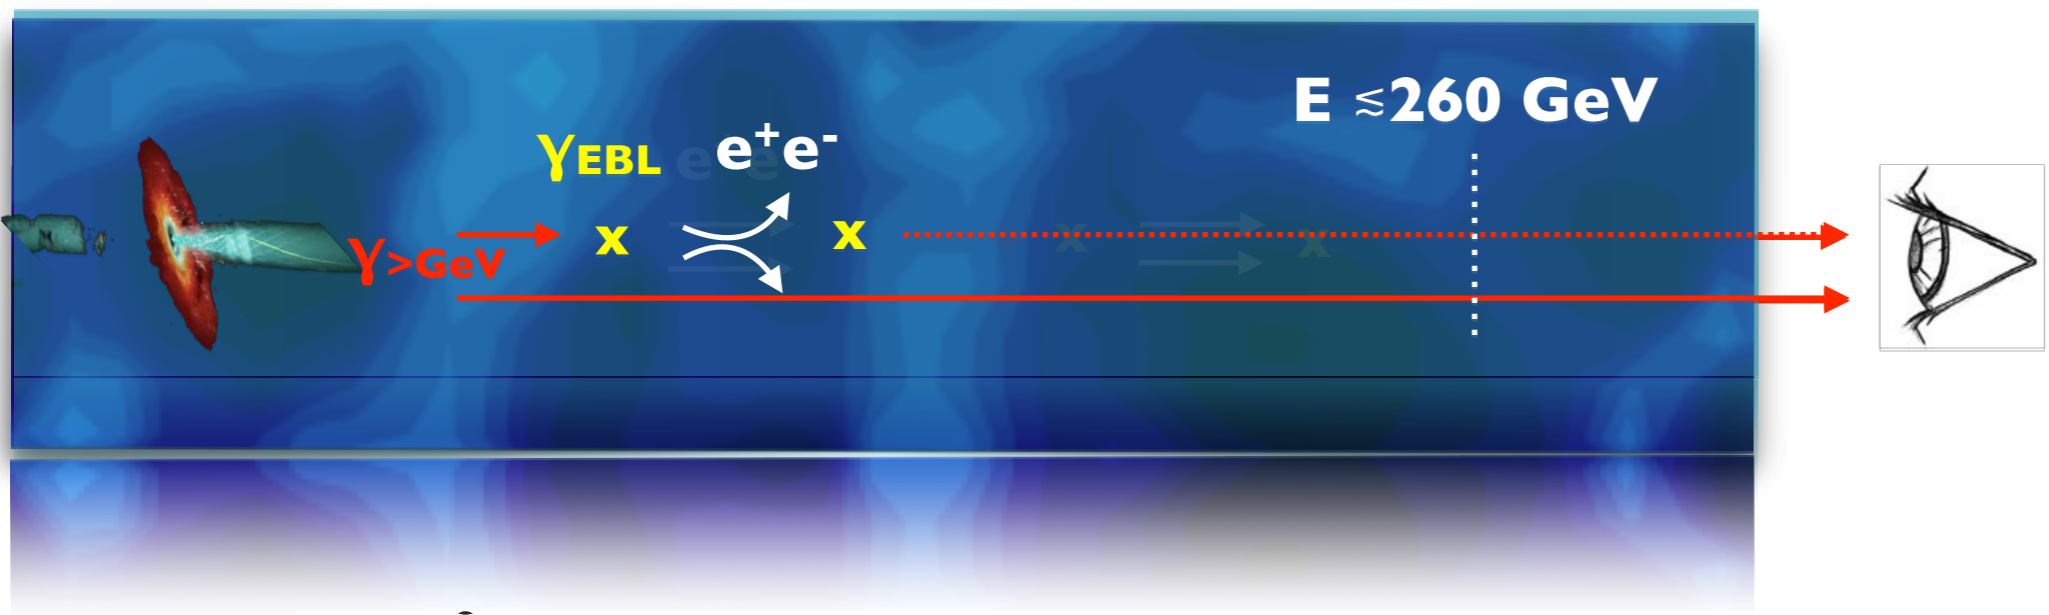 E ≲260 GeV
γEBL e⁺e⁻
x x
γ>GeV